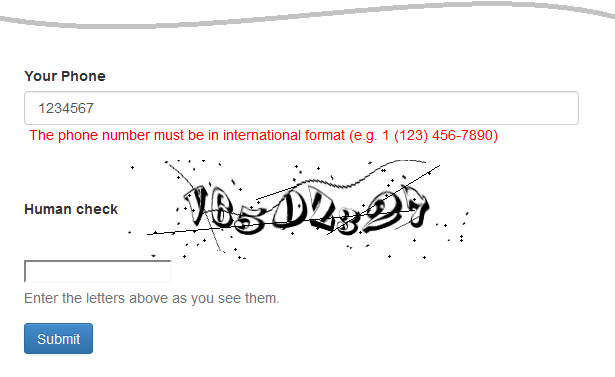 Your Phone
1234567
The phone number must be in international format (e.g. 1 (123) 456-7890)
Human check
Enter the letters above as you see them.
Submit